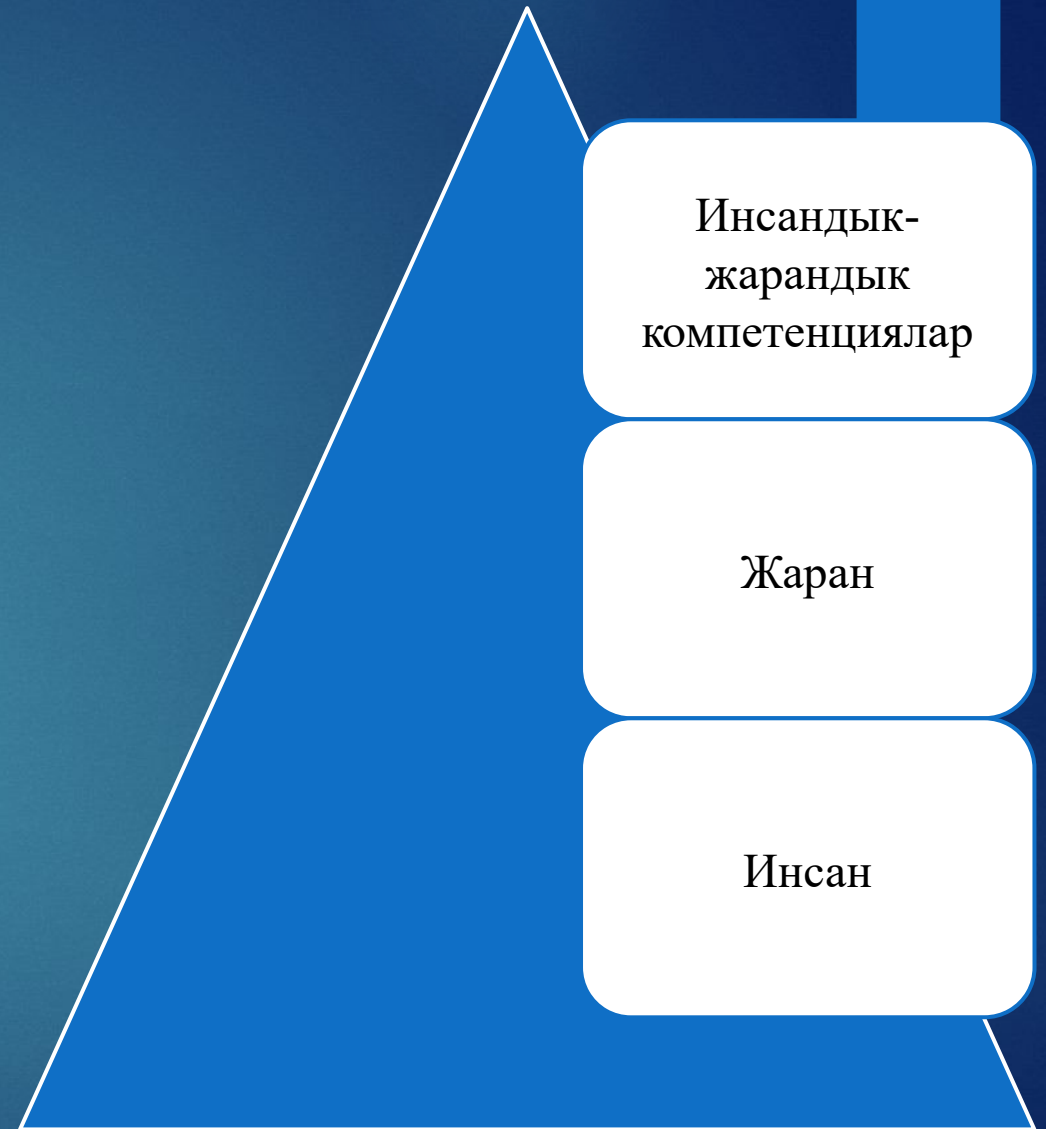 Инсандык-
жарандык
компетенциялар
Жаран
Инсан